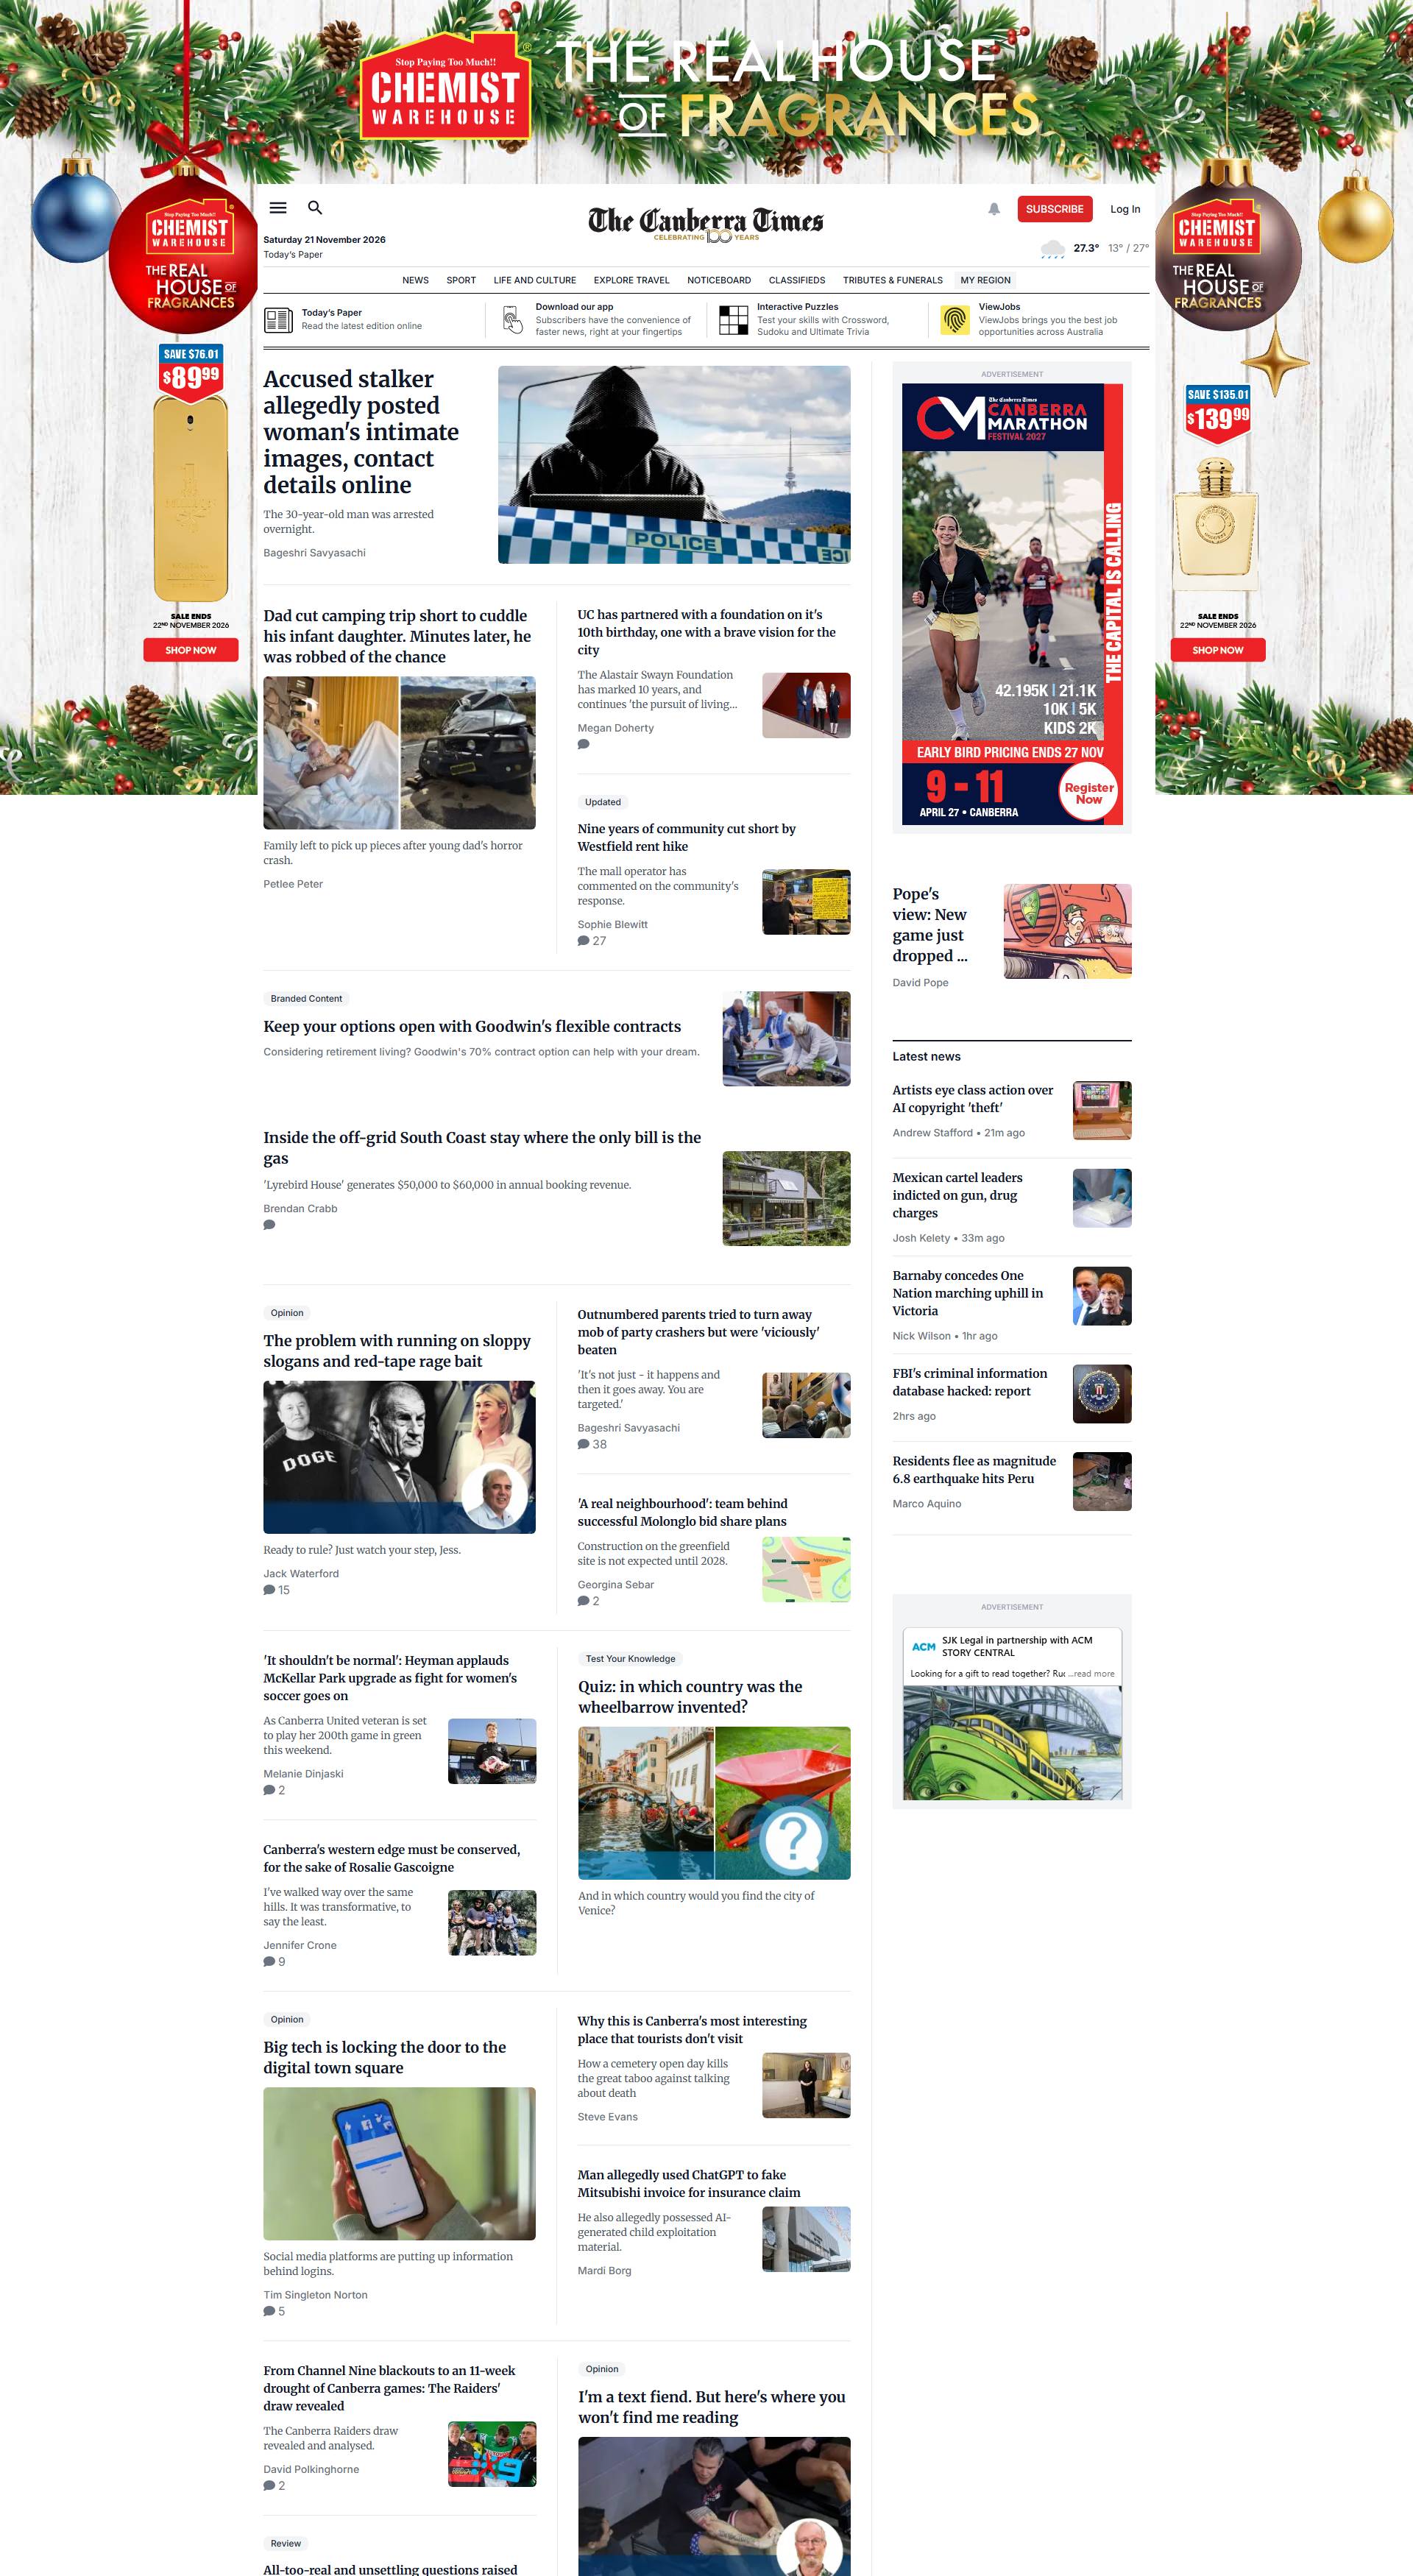 Stop Paying Too Much!!
CHEMIST
WAREHOUSE
THE REAL HOUSE
OF FRAGRANCES
Stop Paying Too Much!!
CHEMIST
WAREHOUSE
THE REAL
HOUSE OF
FRAGRANCES
SAVE $76.01
$89.99
SALE ENDS
22ND NOVEMBER 2026
SHOP NOW
Stop Paying Too Much!!
CHEMIST
WAREHOUSE
THE REAL
HOUSE OF
FRAGRANCES
SAVE $135.01
$139.99
SALE ENDS
22ND NOVEMBER 2026
SHOP NOW
The Canberra Times
CELEBRATING 100 YEARS
SUBSCRIBE
Log In
Saturday 21 November 2026
Today's Paper
27.3° 13° / 27°
NEWS SPORT LIFE AND CULTURE EXPLORE TRAVEL NOTICEBOARD CLASSIFIEDS TRIBUTES & FUNERALS MY REGION
Today's Paper
Read the latest edition online
Download our app
Subscribers have the convenience of
faster news, right at your fingertips
Interactive Puzzles
Test your skills with Crossword,
Sudoku and Ultimate Trivia
ViewJobs
ViewJobs brings you the best job
opportunities across Australia
Accused stalker
allegedly posted
woman's intimate
images, contact
details online
The 30-year-old man was arrested
overnight.
Bageshri Savyasachi
POLICE
Dad cut camping trip short to cuddle
his infant daughter. Minutes later, he
was robbed of the chance
Family left to pick up pieces after young dad's horror
crash.
Petlee Peter
UC has partnered with a foundation on it's
10th birthday, one with a brave vision for the
city
The Alastair Swayn Foundation
has marked 10 years, and
continues 'the pursuit of living...
Megan Doherty
Updated
Nine years of community cut short by
Westfield rent hike
The mall operator has
commented on the community's
response.
Sophie Blewitt
27
Branded Content
Keep your options open with Goodwin's flexible contracts
Considering retirement living? Goodwin's 70% contract option can help with your dream.
Inside the off-grid South Coast stay where the only bill is the
gas
'Lyrebird House' generates $50,000 to $60,000 in annual booking revenue.
Brendan Crabb
Opinion
The problem with running on sloppy
slogans and red-tape rage bait
DOGE
Ready to rule? Just watch your step, Jess.
Jack Waterford
15
Outnumbered parents tried to turn away
mob of party crashers but were 'viciously'
beaten
'It's not just - it happens and
then it goes away. You are
targeted.'
Bageshri Savyasachi
38
'A real neighbourhood': team behind
successful Molonglo bid share plans
Construction on the greenfield
site is not expected until 2028.
Georgina Sebar
2
'It shouldn't be normal': Heyman applauds
McKellar Park upgrade as fight for women's
soccer goes on
As Canberra United veteran is set
to play her 200th game in green
this weekend.
Melanie Dinjaski
2
Canberra's western edge must be conserved,
for the sake of Rosalie Gascoigne
I've walked way over the same
hills. It was transformative, to
say the least.
Jennifer Crone
9
Test Your Knowledge
Quiz: in which country was the
wheelbarrow invented?
?
And in which country would you find the city of
Venice?
Opinion
Big tech is locking the door to the
digital town square
Social media platforms are putting up information
behind logins.
Tim Singleton Norton
5
Why this is Canberra's most interesting
place that tourists don't visit
How a cemetery open day kills
the great taboo against talking
about death
Steve Evans
Man allegedly used ChatGPT to fake
Mitsubishi invoice for insurance claim
He also allegedly possessed AI-
generated child exploitation
material.
Mardi Borg
From Channel Nine blackouts to an 11-week
drought of Canberra games: The Raiders'
draw revealed
The Canberra Raiders draw
revealed and analysed.
David Polkinghorne
2
Review
All-too-real and unsettling questions raised
Opinion
I'm a text fiend. But here's where you
won't find me reading
ADVERTISEMENT
CM The Canberra Times
CANBERRA
MARATHON
FESTIVAL 2027
THE CAPITAL IS CALLING
42.195K | 21.1K
10K | 5K
KIDS 2K
EARLY BIRD PRICING ENDS 27 NOV
9 - 11
APRIL 27 • CANBERRA
Register
Now
Pope's
view: New
game just
dropped ...
David Pope
Latest news
Artists eye class action over
AI copyright 'theft'
Andrew Stafford • 21m ago
Mexican cartel leaders
indicted on gun, drug
charges
Josh Kelety • 33m ago
Barnaby concedes One
Nation marching uphill in
Victoria
Nick Wilson • 1hr ago
FBI's criminal information
database hacked: report
2hrs ago
Residents flee as magnitude
6.8 earthquake hits Peru
Marco Aquino
ADVERTISEMENT
ACM
SJK Legal in partnership with ACM
STORY CENTRAL
Looking for a gift to read together? Ru ...read more